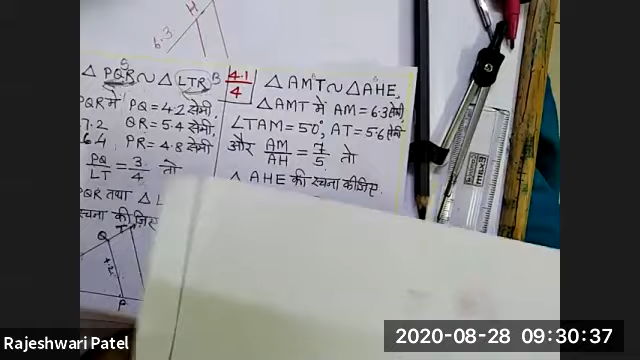 H
6.3
△ PQR ~ △ LTR
PQR में PQ = 4.2 सेमी,
7.2 QR = 5.4 सेमी,
6.4 PR = 4.8 सेमी
PQ/LT = 3/4 तो
PQR तथा △ L
रचना कीजिए
Q T
4.2
P
4.1/4
△ AMT ~ △ AHE,
△ AMT में AM = 6.3 सेमी,
∠TAM = 50°, AT = 5.6 सेमी
और AM/AH = 7/5 तो
△ AHE की रचना कीजिए.
Rajeshwari Patel
2020-08-28 09:30:37